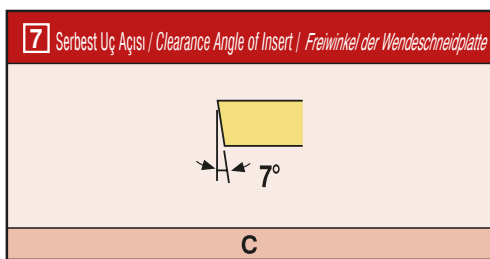 7 Serbest Uç Açısı / Clearance Angle of Insert / Freiwinkel der Wendeschneidplatte
7°
C